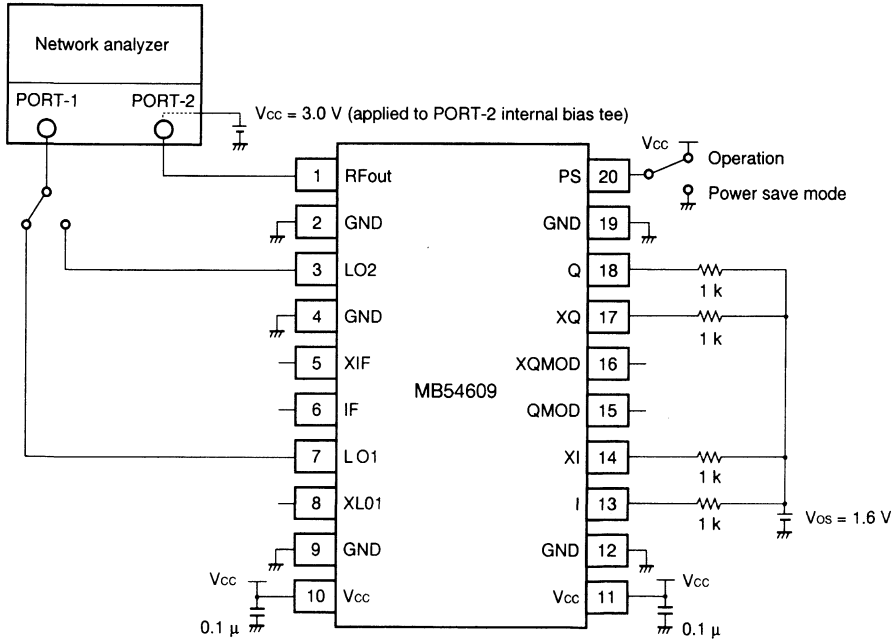 Network analyzer
PORT-1 PORT-2
Vcc = 3.0 V (applied to PORT-2 internal bias tee)
Vcc
Operation
Power save mode
1 RFout PS 20
2 GND GND 19
3 LO2 Q 18
1 k
4 GND XQ 17
1 k
5 XIF XQMOD 16
MB54609
6 IF QMOD 15
7 LO1 XI 14
1 k
8 XL01 I 13
1 k
Vos = 1.6 V
9 GND GND 12
Vcc Vcc
10 Vcc Vcc 11
0.1 μ 0.1 μ